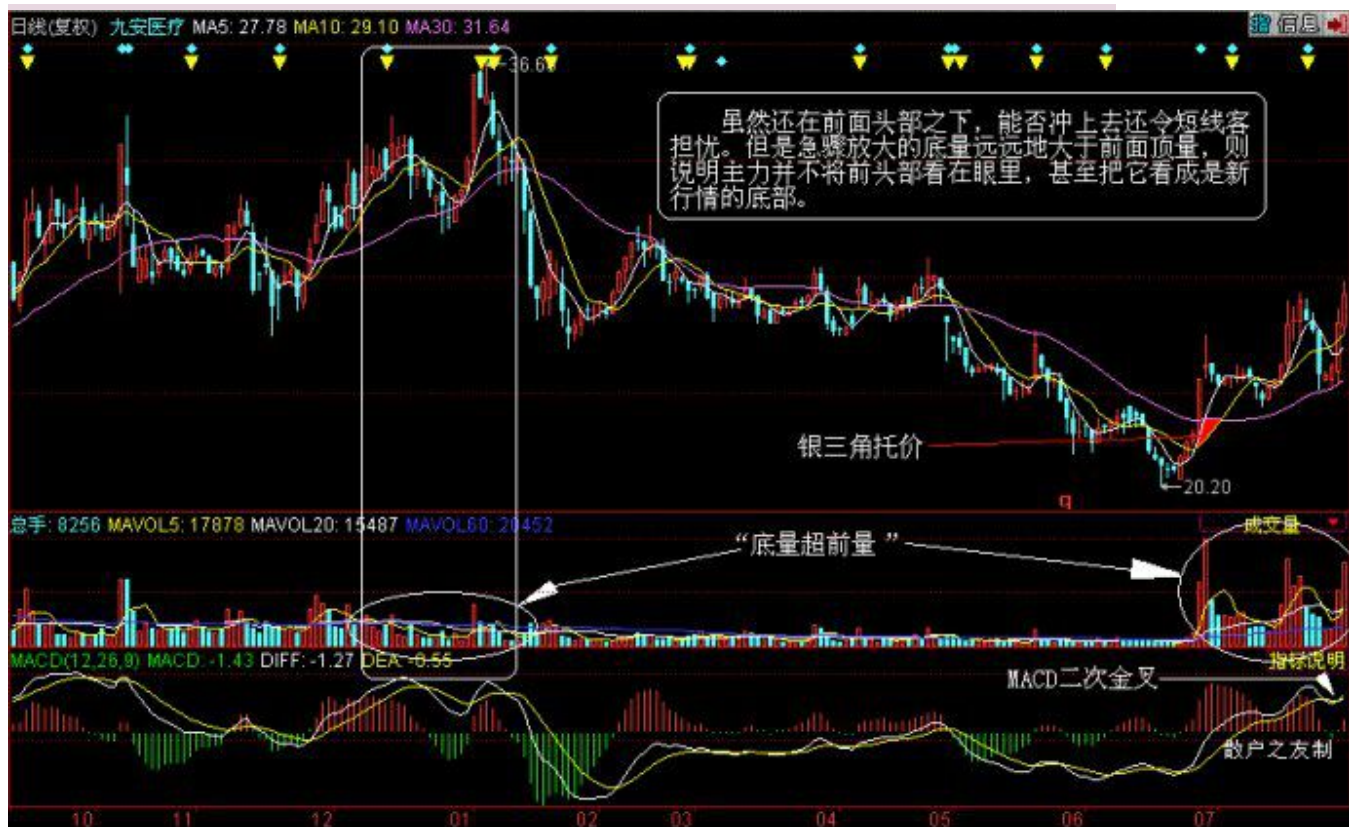 日线(复权) 九安医疗 MA5: 27.78 MA10: 29.10 MA30: 31.64
指 信息
虽然还在前面头部之下，能否冲上去还令短线客
担忧。但是急骤放大的底量远远地大于前面顶量，则
说明主力并不将前头部看在眼里，甚至把它看成是新
行情的底部。
银三角托价
20.20
q
总手: 8256 MAVOL5: 17878 MAVOL20: 15487 MAVOL60: 20452
成交量
“底量超前量”
MACD(12,26,9) MACD: -1.43 DIFF: -1.27 DEA: -0.55
指标说明
MACD二次金叉
散户之友制
10 11 12 01 02 03 04 05 06 07